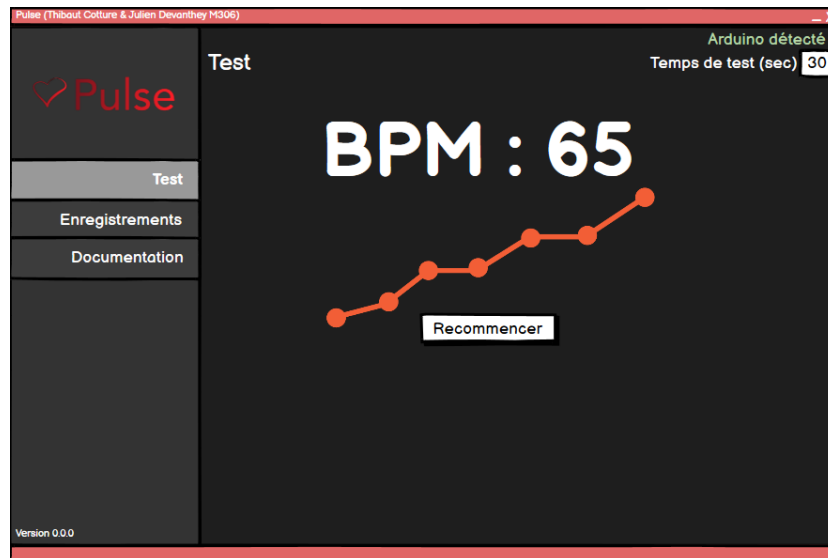 Pulse (Thibaut Cotture & Julien Devanthey M306)
Arduino détecté
Test
Temps de test (sec) 30
Pulse
BPM : 65
Test
Enregistrements
Documentation
Recommencer
Version 0.0.0